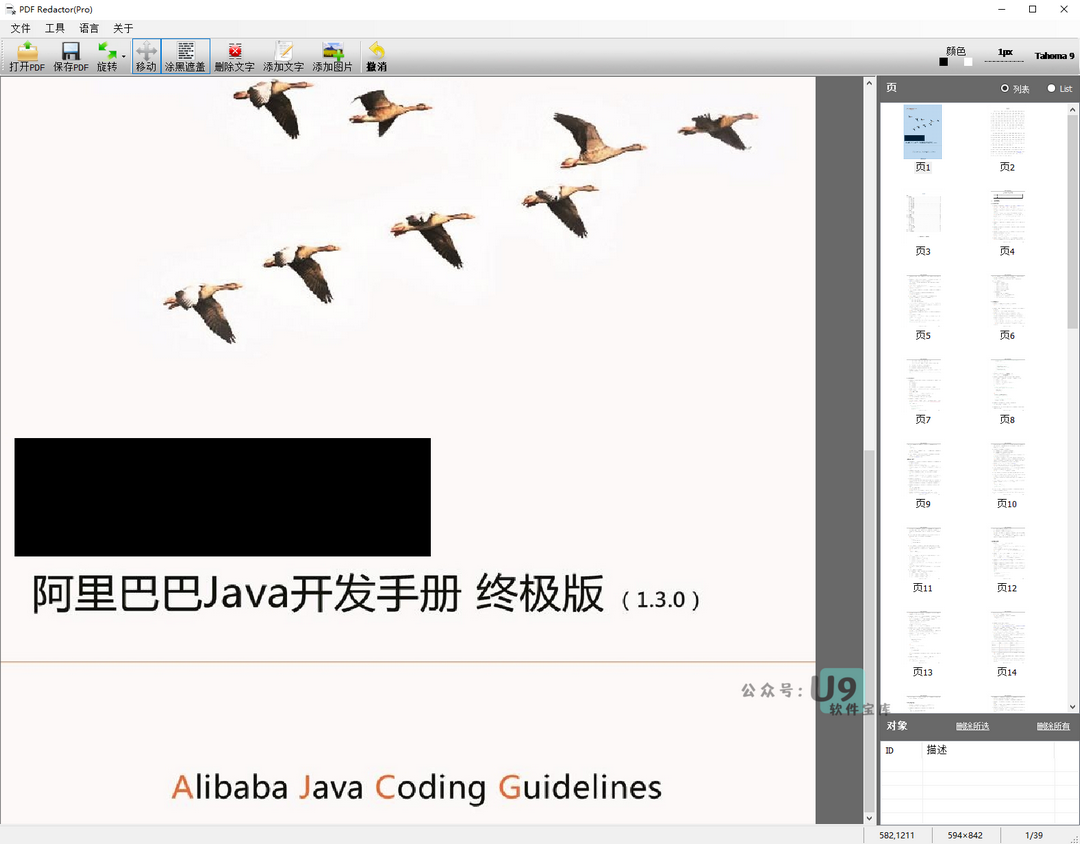 PDF Redactor(Pro)
文件 工具 语言 关于
打开PDF 保存PDF 旋转 移动 涂黑遮盖 删除文字 添加文字 添加图片 撤消
颜色 1px Tahoma 9
页 列表 List
页1 页2
页3 页4
页5 页6
页7 页8
页9 页10
页11 页12
页13 页14
阿里巴巴Java开发手册 终极版 (1.3.0)
公众号: U9
软件宝库
Alibaba Java Coding Guidelines
对象 删除所选 删除所有
ID 描述
582,1211 594×842 1/39